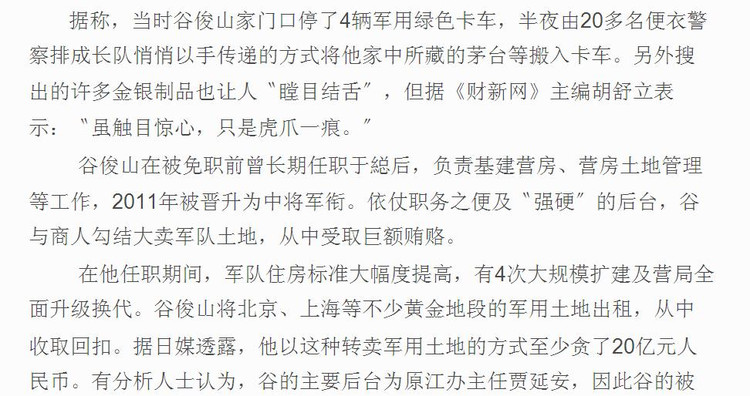 据称，当时谷俊山家门口停了4辆军用绿色卡车，半夜由20多名便衣警
察排成长队悄悄以手传递的方式将他家中所藏的茅台等搬入卡车。另外搜
出的许多金银制品也让人〝瞠目结舌〞，但据《财新网》主编胡舒立表
示：〝虽触目惊心，只是虎爪一痕。〞
谷俊山在被免职前曾长期任职于総后，负责基建营房、营房土地管理
等工作，2011年被晋升为中将军衔。依仗职务之便及〝强硬〞的后台，谷
与商人勾结大卖军队土地，从中受取巨额贿赂。
在他任职期间，军队住房标准大幅度提高，有4次大规模扩建及营局全
面升级换代。谷俊山将北京、上海等不少黄金地段的军用土地出租，从中
收取回扣。据日媒透露，他以这种转卖军用土地的方式至少贪了20亿元人
民币。有分析人士认为，谷的主要后台为原江办主任贾延安，因此谷的被